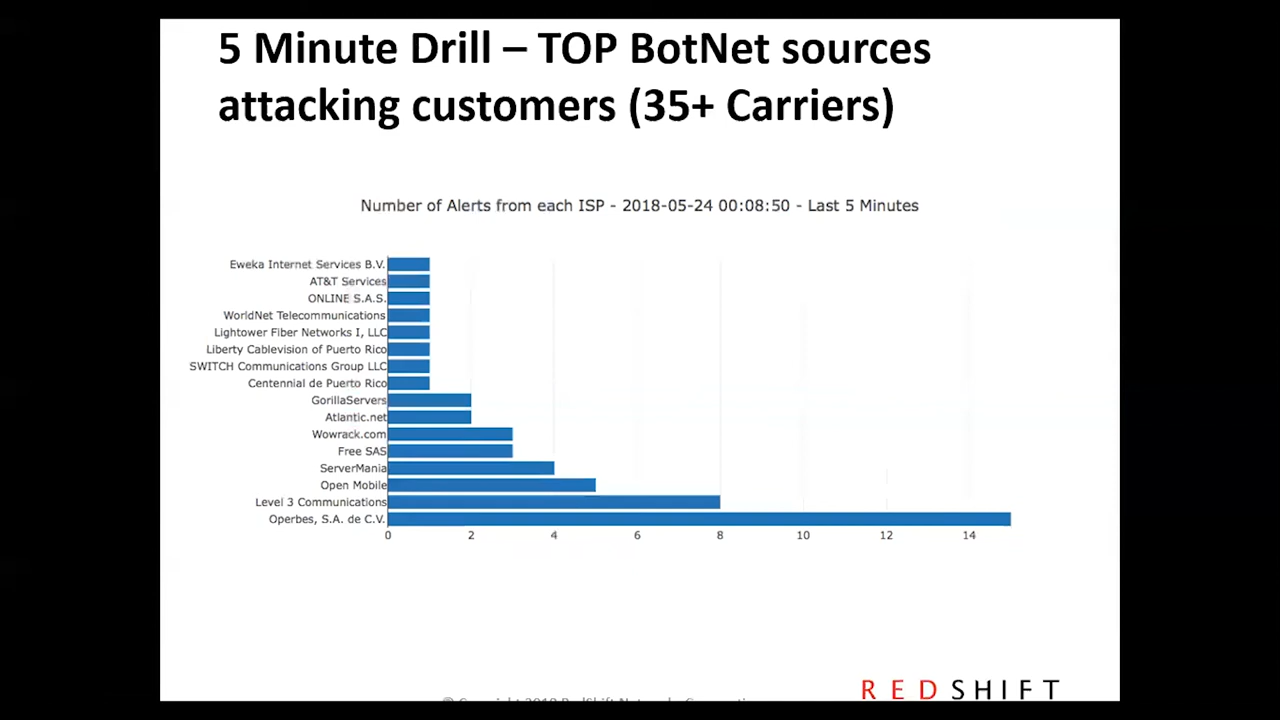 5 Minute Drill – TOP BotNet sources
attacking customers (35+ Carriers)
Number of Alerts from each ISP - 2018-05-24 00:08:50 - Last 5 Minutes
Eweka Internet Services B.V.
AT&T Services
ONLINE S.A.S.
WorldNet Telecommunications
Lightower Fiber Networks I, LLC
Liberty Cablevision of Puerto Rico
SWITCH Communications Group LLC
Centennial de Puerto Rico
GorillaServers
Atlantic.net
Wowrack.com
Free SAS
ServerMania
Open Mobile
Level 3 Communications
Operbes, S.A. de C.V.
0 2 4 6 8 10 12 14
REDSHIFT